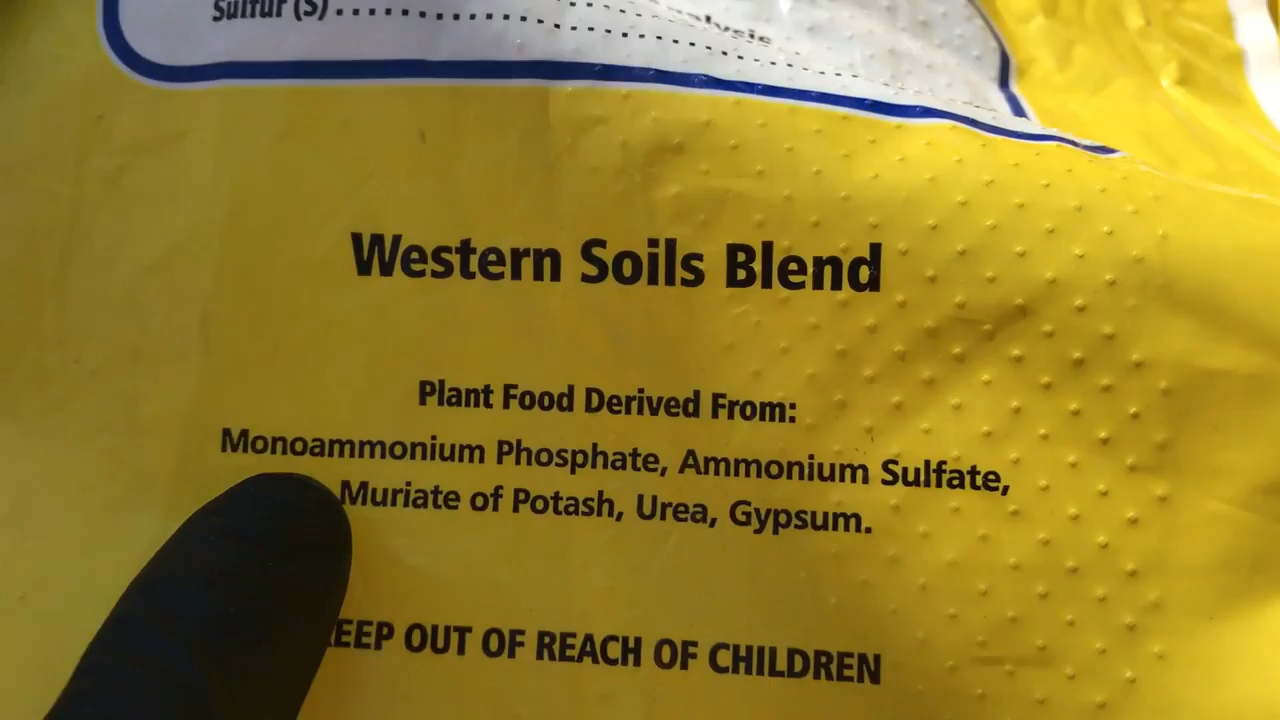 Sulfur (S)
Western Soils Blend
Plant Food Derived From:
Monoammonium Phosphate, Ammonium Sulfate,
Muriate of Potash, Urea, Gypsum.
EEP OUT OF REACH OF CHILDREN